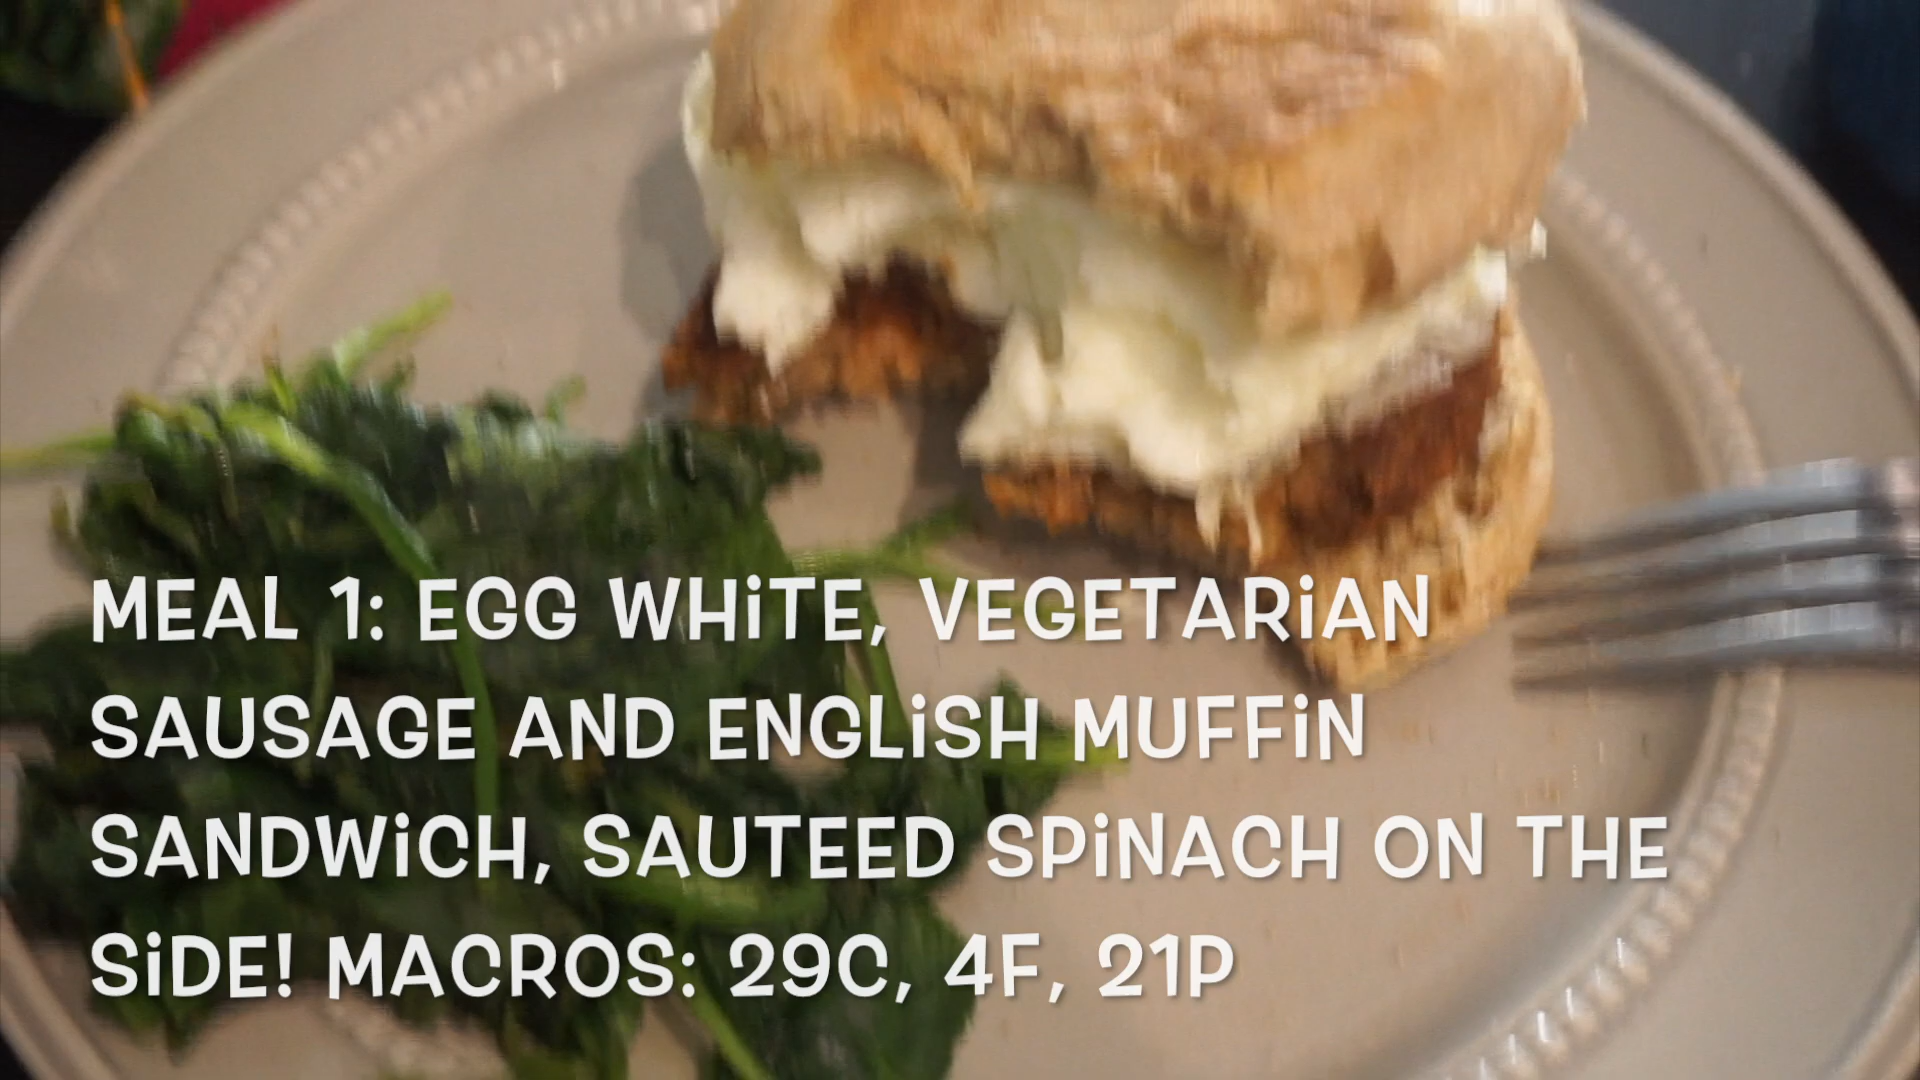 MEAL 1: EGG WHiTE, VEGETARiAN
SAUSAGE AND ENGLiSH MUFFiN
SANDWiCH, SAUTEED SPiNACH ON THE
SiDE! MACROS: 29C, 4F, 21P